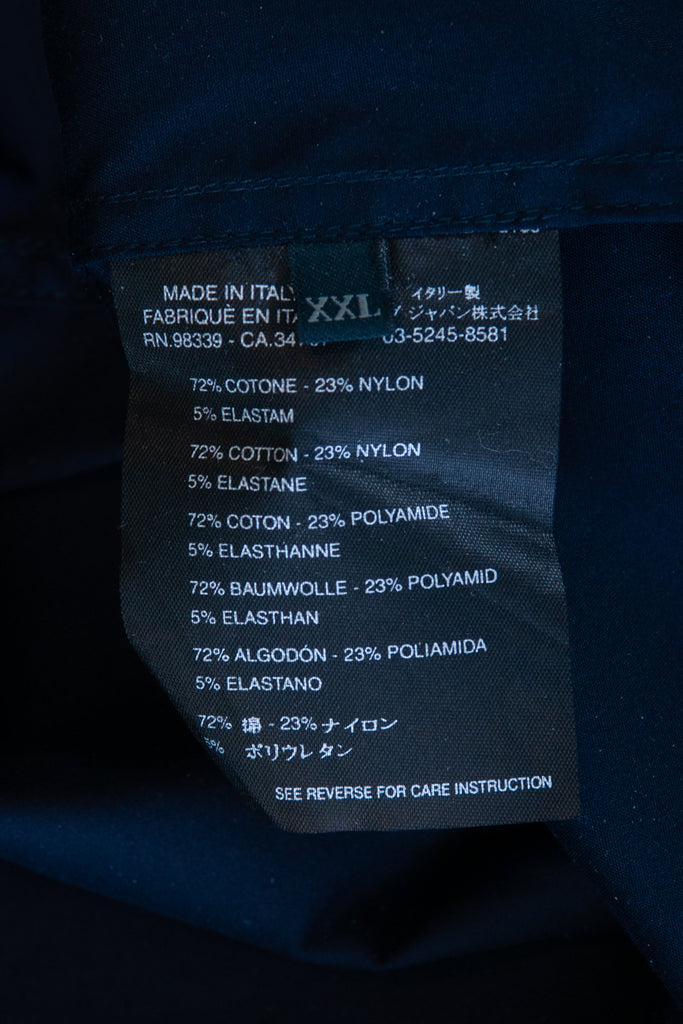 MADE IN ITALY
イタリー製
FABRIQUÈ EN
ジャパン株式会社
XXL
RN.98339 - CA.34
03-5245-8581
72% COTONE - 23% NYLON
5% ELASTAM
72% COTTON - 23% NYLON
5% ELASTANE
72% COTON - 23% POLYAMIDE
5% ELASTHANNE
72% BAUMWOLLE - 23% POLYAMID
5% ELASTHAN
72% ALGODÓN - 23% POLIAMIDA
5% ELASTANO
72% 綿 - 23% ナイロン
5% ポリウレタン
SEE REVERSE FOR CARE INSTRUCTION